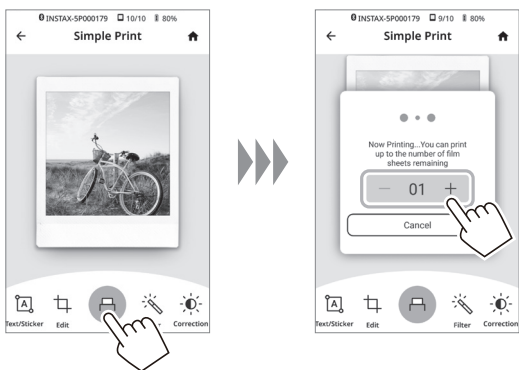 INSTAX-5P000179 10/10 80%
Simple Print
A
Text/Sticker Edit r Correction
INSTAX-5P000179 9/10 80%
Simple Print
Now Printing...You can print
up to the number of film
sheets remaining
— 01 +
Cancel
A
Text/Sticker Edit Filter Correction